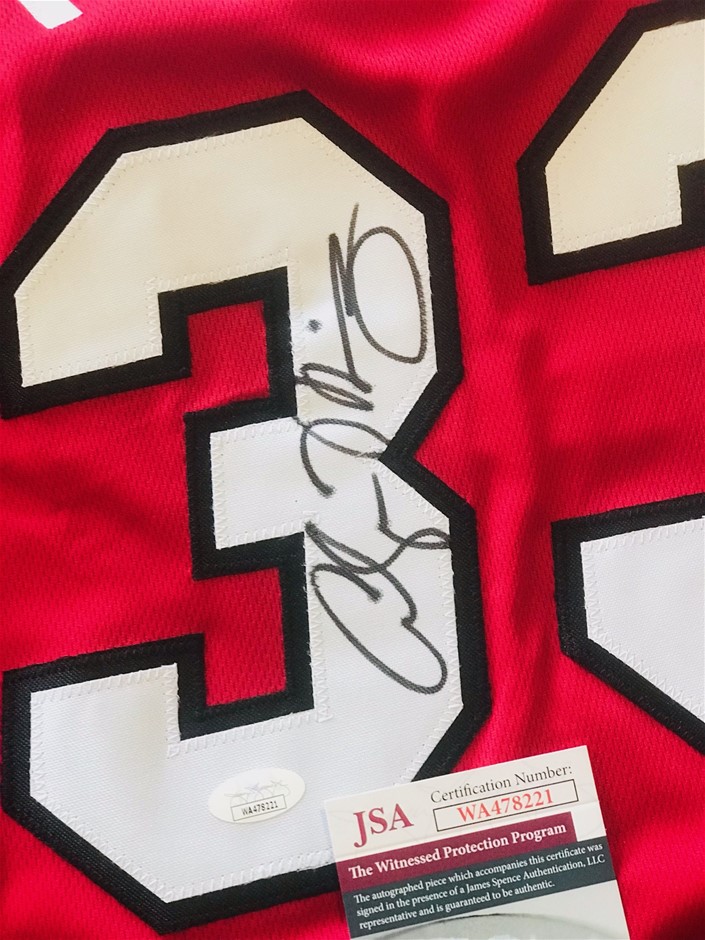 3
WA478221
JSA
Certification Number:
WA478221
The Witnessed Protection Program
The autographed piece which accompanies this certificate was
signed in the presence of a James Spence Authentication, LLC
representative and is guaranteed to be authentic.